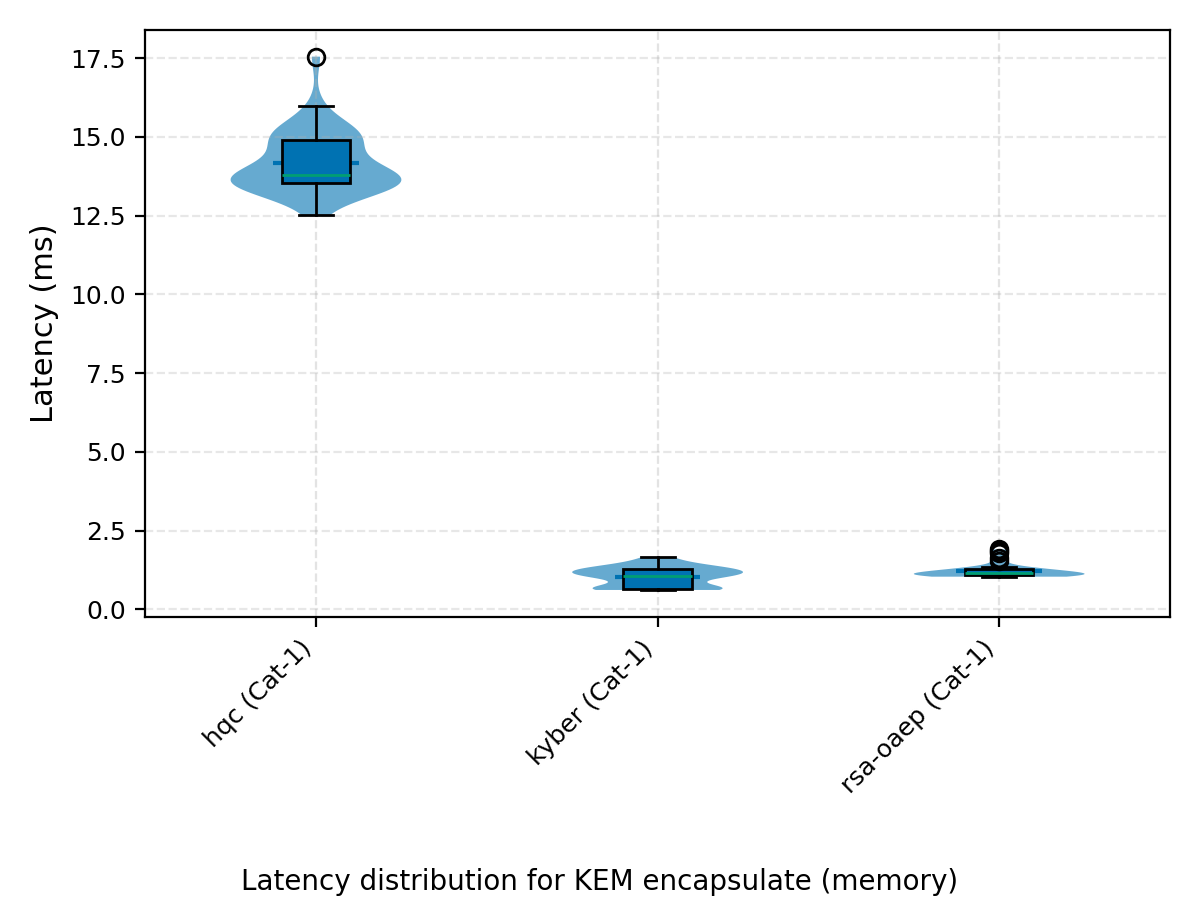 17.5
15.0
12.5
10.0
7.5
5.0
2.5
0.0
Latency (ms)
hqc (Cat-1)
kyber (Cat-1)
rsa-oaep (Cat-1)
Latency distribution for KEM encapsulate (memory)